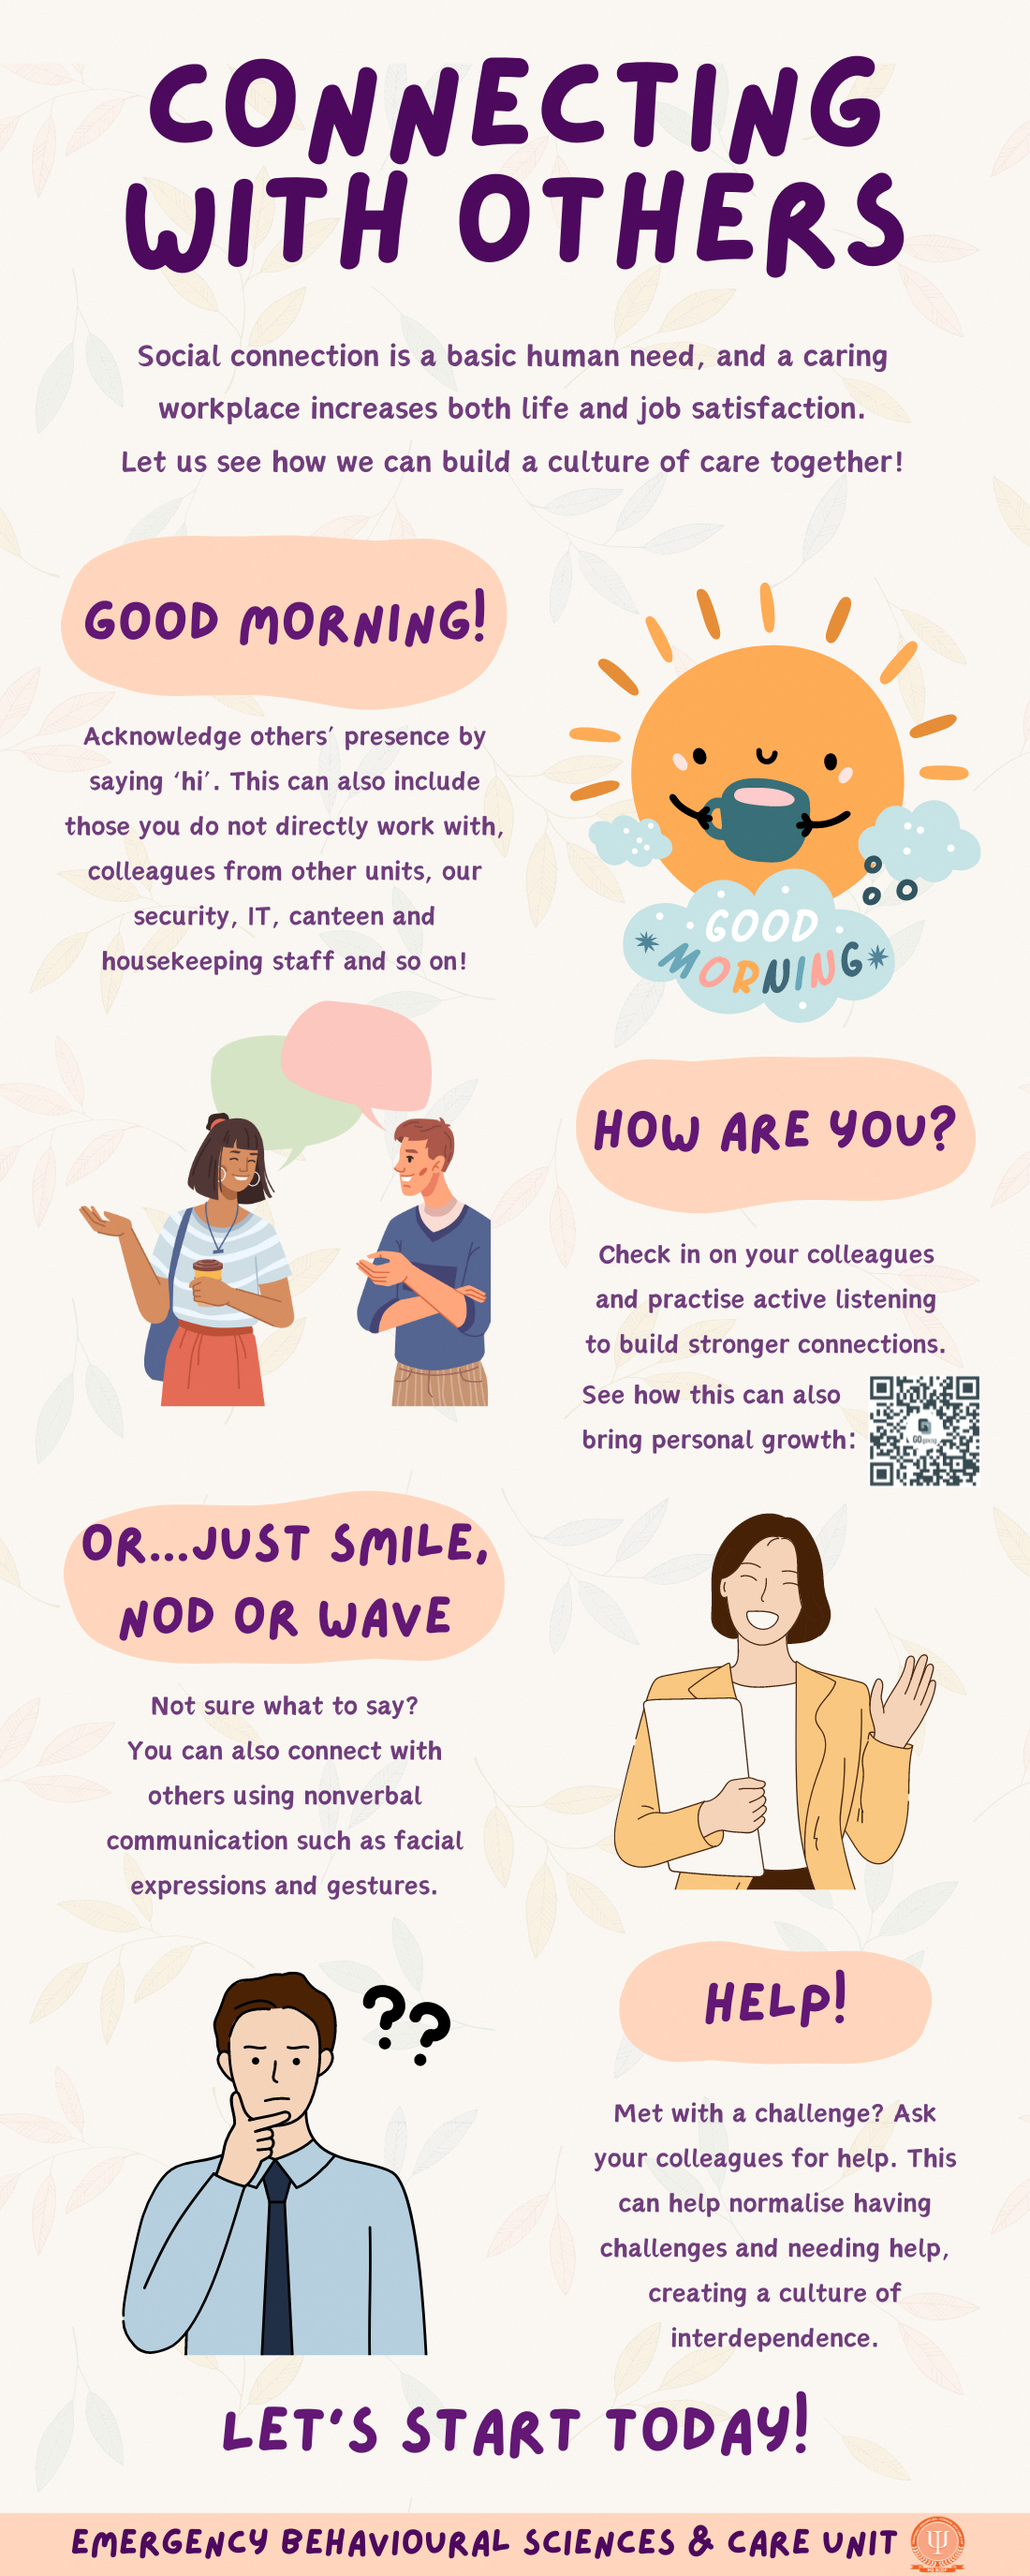 CONNECTING
WITH OTHERS
Social connection is a basic human need, and a caring
workplace increases both life and job satisfaction.
Let us see how we can build a culture of care together!
GOOD MORNING!
Acknowledge others’ presence by
saying ‘hi’. This can also include
those you do not directly work with,
colleagues from other units, our
security, IT, canteen and
housekeeping staff and so on!
GOOD
MORNING
HOW ARE YOU?
Check in on your colleagues
and practise active listening
to build stronger connections.
See how this can also
bring personal growth:
OR...JUST SMILE,
NOD OR WAVE
Not sure what to say?
You can also connect with
others using nonverbal
communication such as facial
expressions and gestures.
??
HELP!
Met with a challenge? Ask
your colleagues for help. This
can help normalise having
challenges and needing help,
creating a culture of
interdependence.
LET’S START TODAY!
EMERGENCY BEHAVIOURAL SCIENCES & CARE UNIT